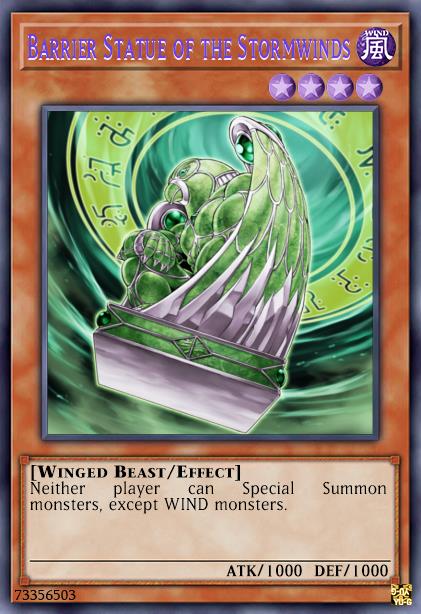 BARRIER STATUE OF THE STORMWINDS
WIND
風
[WINGED BEAST/EFFECT]
Neither player can Special Summon
monsters, except WIND monsters.
ATK/1000 DEF/1000
73356503